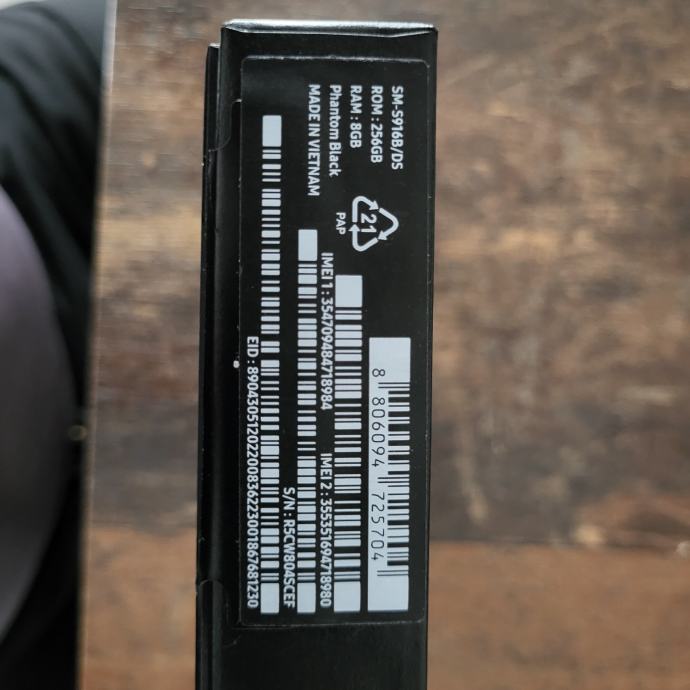 SM-S916B/DS
ROM : 256GB
RAM : 8GB
Phantom Black
MADE IN VIETNAM
21
PAP
8 806094 725704
IMEI 1 : 354709484718984
IMEI 2 : 355351694718980
S/N : R5CW804SCEF
EID : 89043051202200836223001867681230